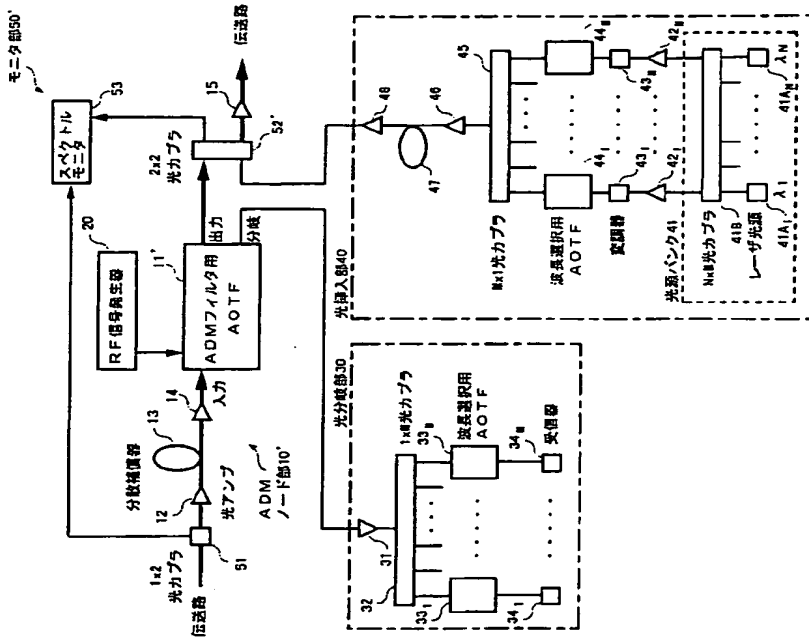 モニタ部50'
53
スペクトル
モニタ
20
RF信号発生器
伝送路
15
2x2
光カプラ
52'
出力
分岐
11'
ADMフィルタ用
AOTF
入力
14
13
分散補償器
12
光アンプ
ADM
ノード部10'
1x2
光カプラ
51
伝送路
光挿入部40
48
47
46
45
Mx1光カプラ
44M
441
波長選択用
AOTF
43M
431
変調器
42M
421
光源バンク41
NxM光カプラ
41B
レーザ光源
λN
41AN
λ1
41A1
光分岐部30
31
32
1xM光カプラ
33M
331
波長選択用
AOTF
34M
341
受信器